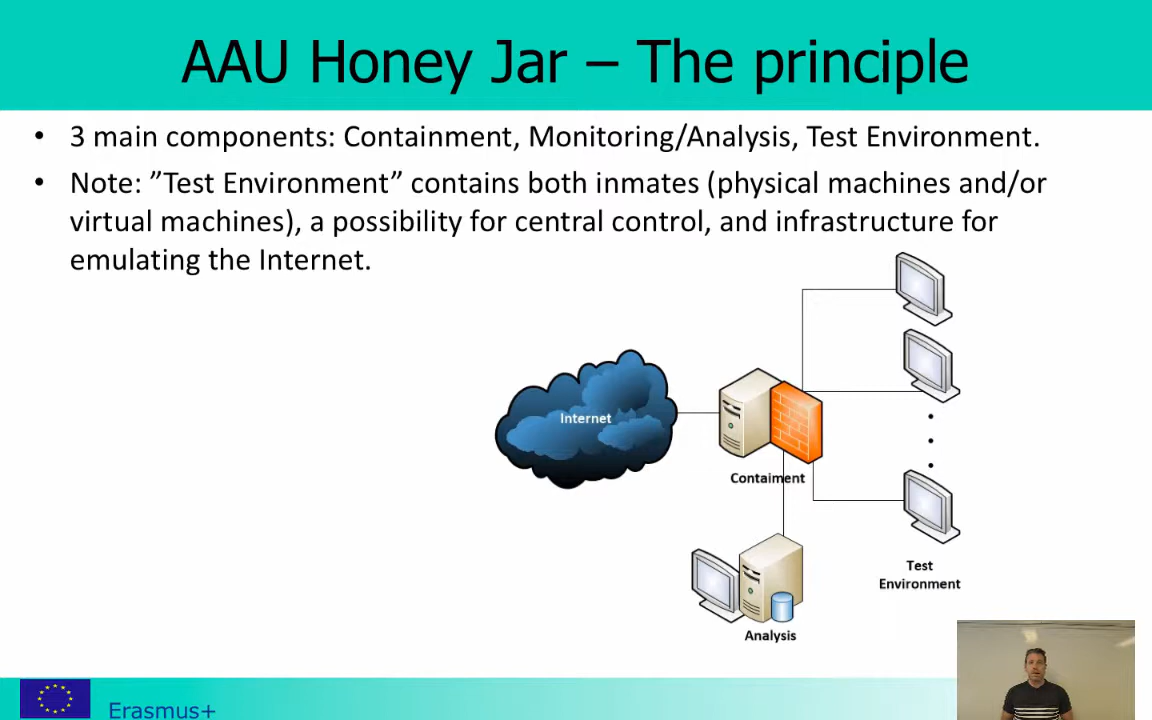 AAU Honey Jar – The principle
• 3 main components: Containment, Monitoring/Analysis, Test Environment.
• Note: ”Test Environment” contains both inmates (physical machines and/or
virtual machines), a possibility for central control, and infrastructure for
emulating the Internet.
Internet
Contaiment
Test
Environment
Analysis
Erasmus+